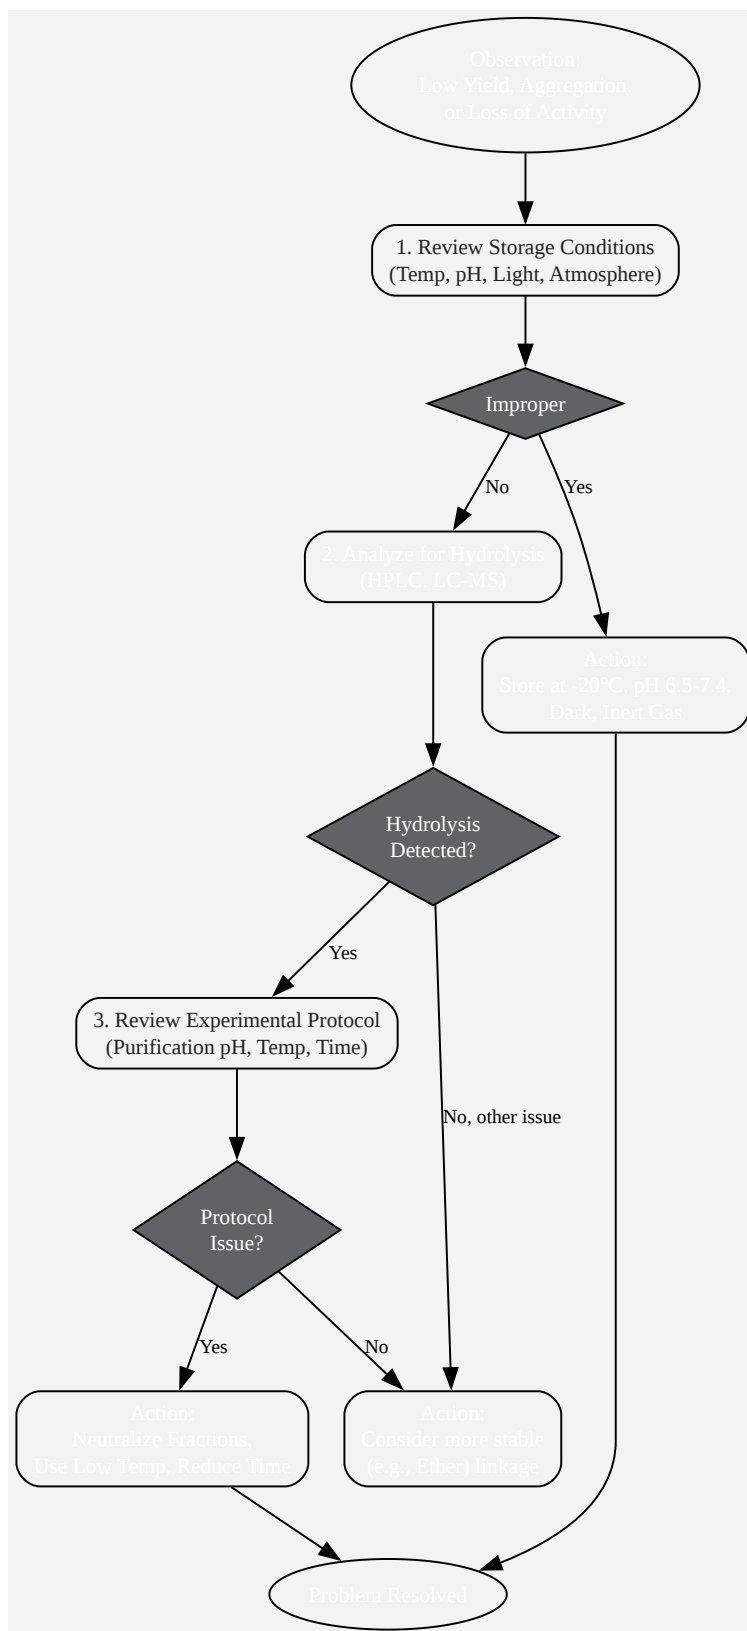 Observation:
Low Yield, Aggregation,
or Loss of Activity
1. Review Storage Conditions
(Temp, pH, Light, Atmosphere)
Improper
No
Yes
2. Analyze for Hydrolysis
(HPLC, LC-MS)
Action:
Store at -20°C, pH 6.5-7.4,
Dark, Inert Gas
Hydrolysis
Detected?
Yes
3. Review Experimental Protocol
(Purification pH, Temp, Time)
No, other issue
Protocol
Issue?
Yes
No
Action:
Neutralize Fractions,
Use Low Temp, Reduce Time
Action:
Consider more stable
(e.g., Ether) linkage
Problem Resolved